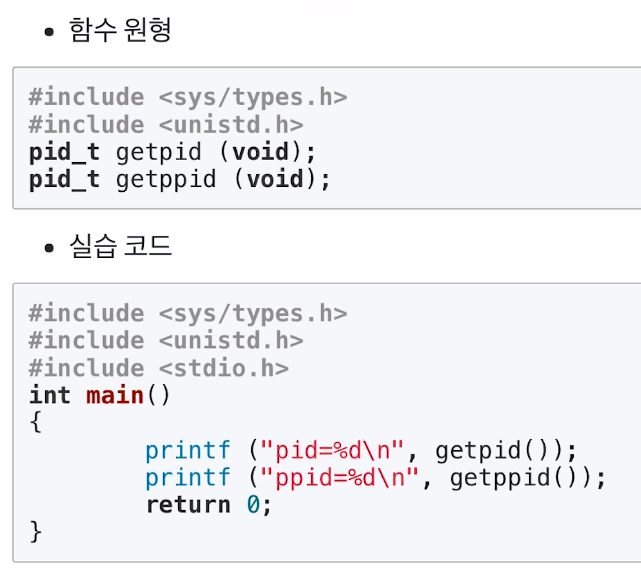 • 함수 원형
#include <sys/types.h>
#include <unistd.h>
pid_t getpid (void);
pid_t getppid (void);
• 실습 코드
#include <sys/types.h>
#include <unistd.h>
#include <stdio.h>
int main()
{
        printf ("pid=%d\n", getpid());
        printf ("ppid=%d\n", getppid());
        return 0;
}